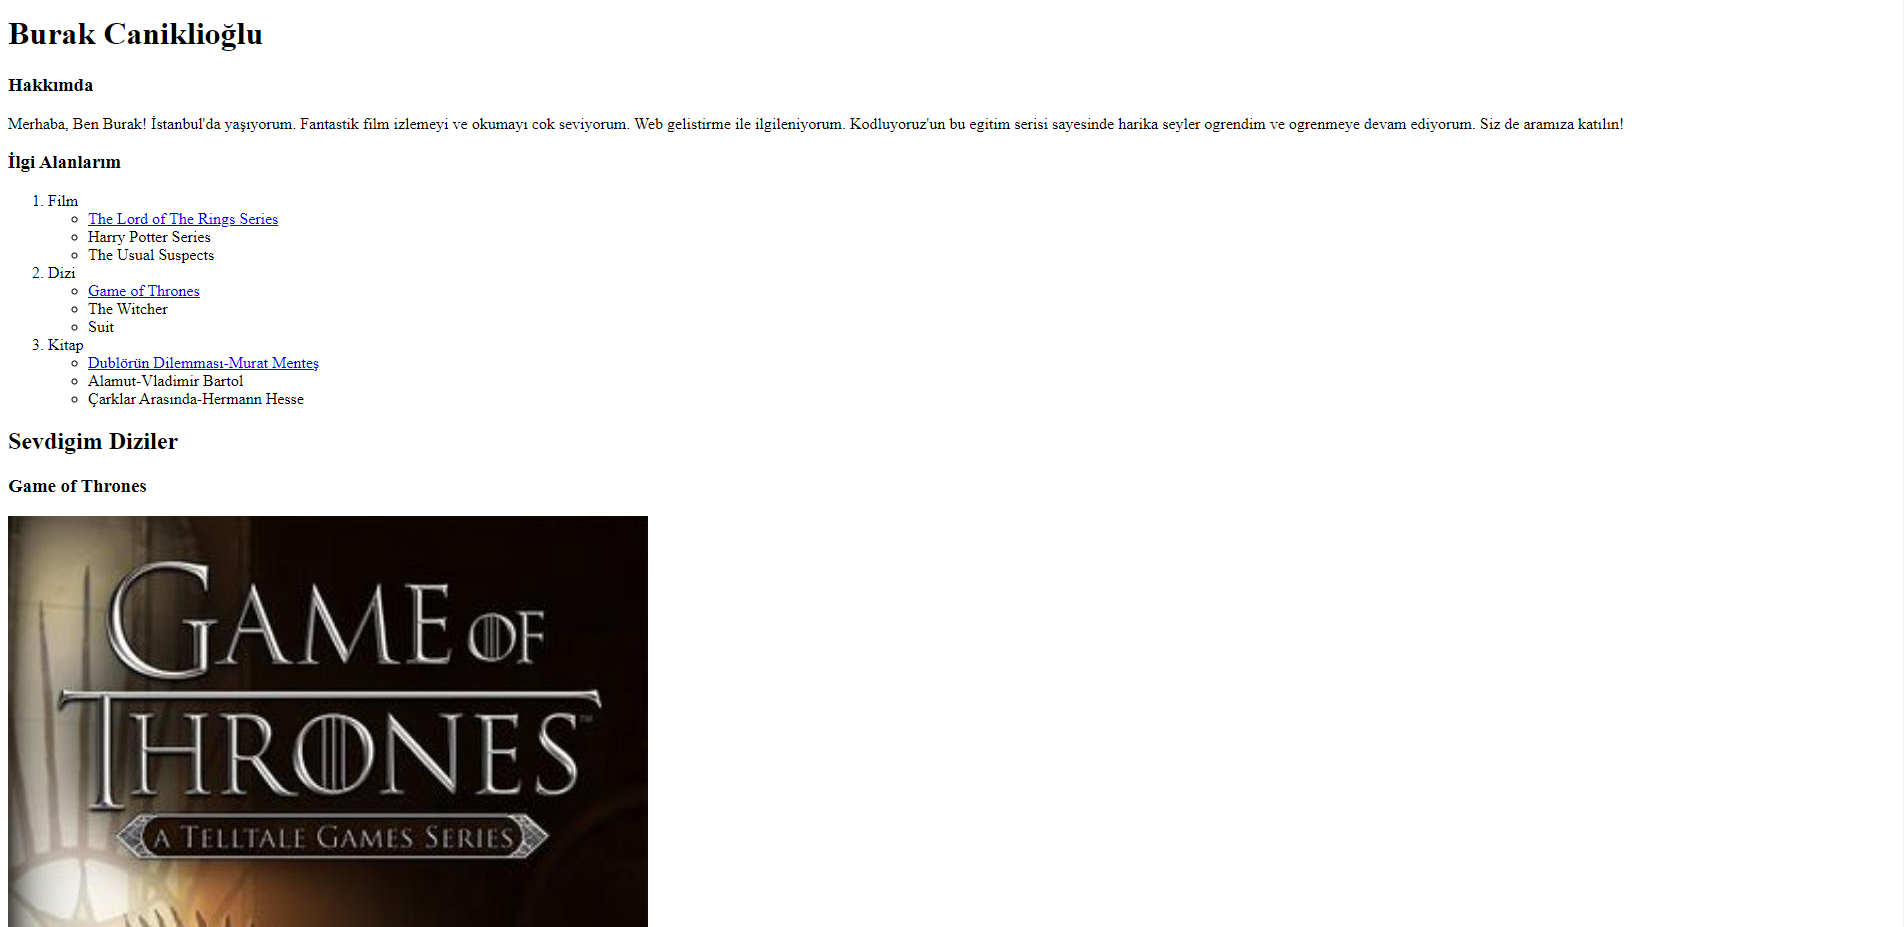 Burak Caniklioğlu
Hakkımda
Merhaba, Ben Burak! İstanbul'da yaşıyorum. Fantastik film izlemeyi ve okumayı cok seviyorum. Web gelistirme ile ilgileniyorum. Kodluyoruz'un bu egitim serisi sayesinde harika seyler ogrendim ve ogrenmeye devam ediyorum. Siz de aramıza katılın!
İlgi Alanlarım
1. Film
The Lord of The Rings Series
Harry Potter Series
The Usual Suspects
2. Dizi
Game of Thrones
The Witcher
Suit
3. Kitap
Dublörün Dilemması-Murat Menteş
Alamut-Vladimir Bartol
Çarklar Arasında-Hermann Hesse
Sevdigim Diziler
Game of Thrones
GAME OF
THRONES™
A TELLTALE GAMES SERIES